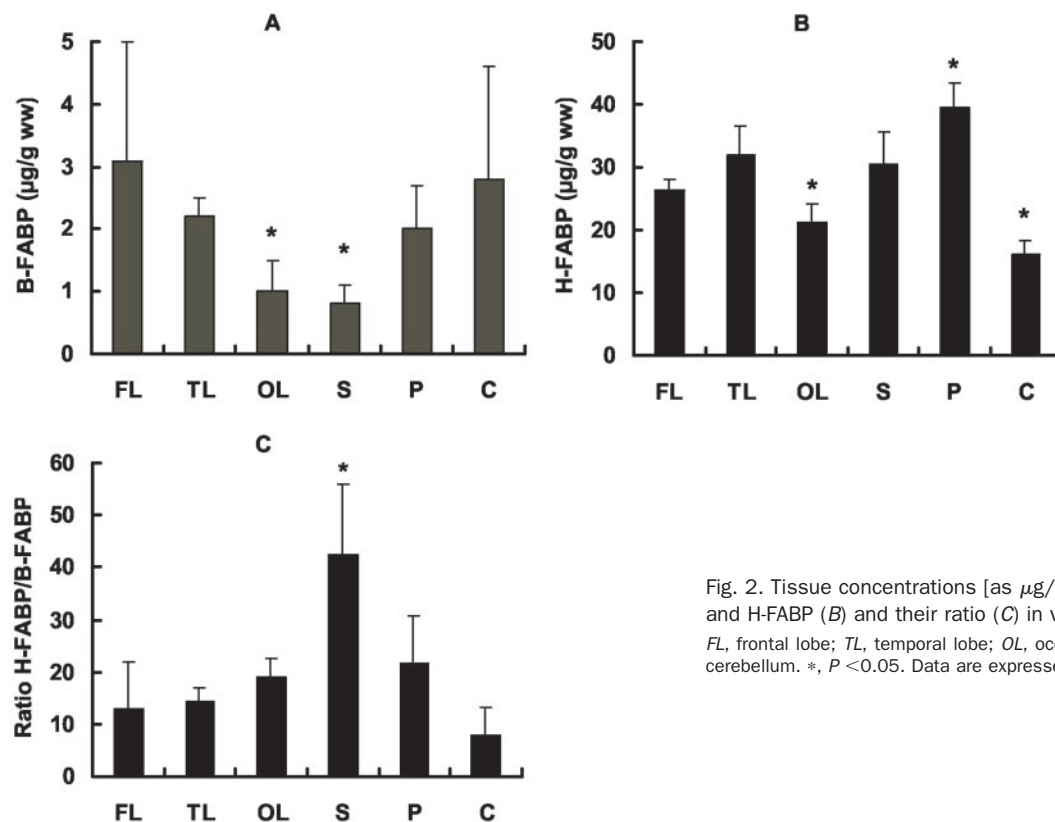 A
B-FABP (µg/g ww)
5
4
3
2
1
0
*
*
FL TL OL S P C
B
H-FABP (µg/g ww)
50
40
30
20
10
0
*
*
*
FL TL OL S P C
C
Ratio H-FABP/B-FABP
60
50
40
30
20
10
0
*
FL TL OL S P C
Fig. 2. Tissue concentrations [as µg/
and H-FABP (B) and their ratio (C) in
FL, frontal lobe; TL, temporal lobe; OL,
cerebellum. *, P <0.05. Data are